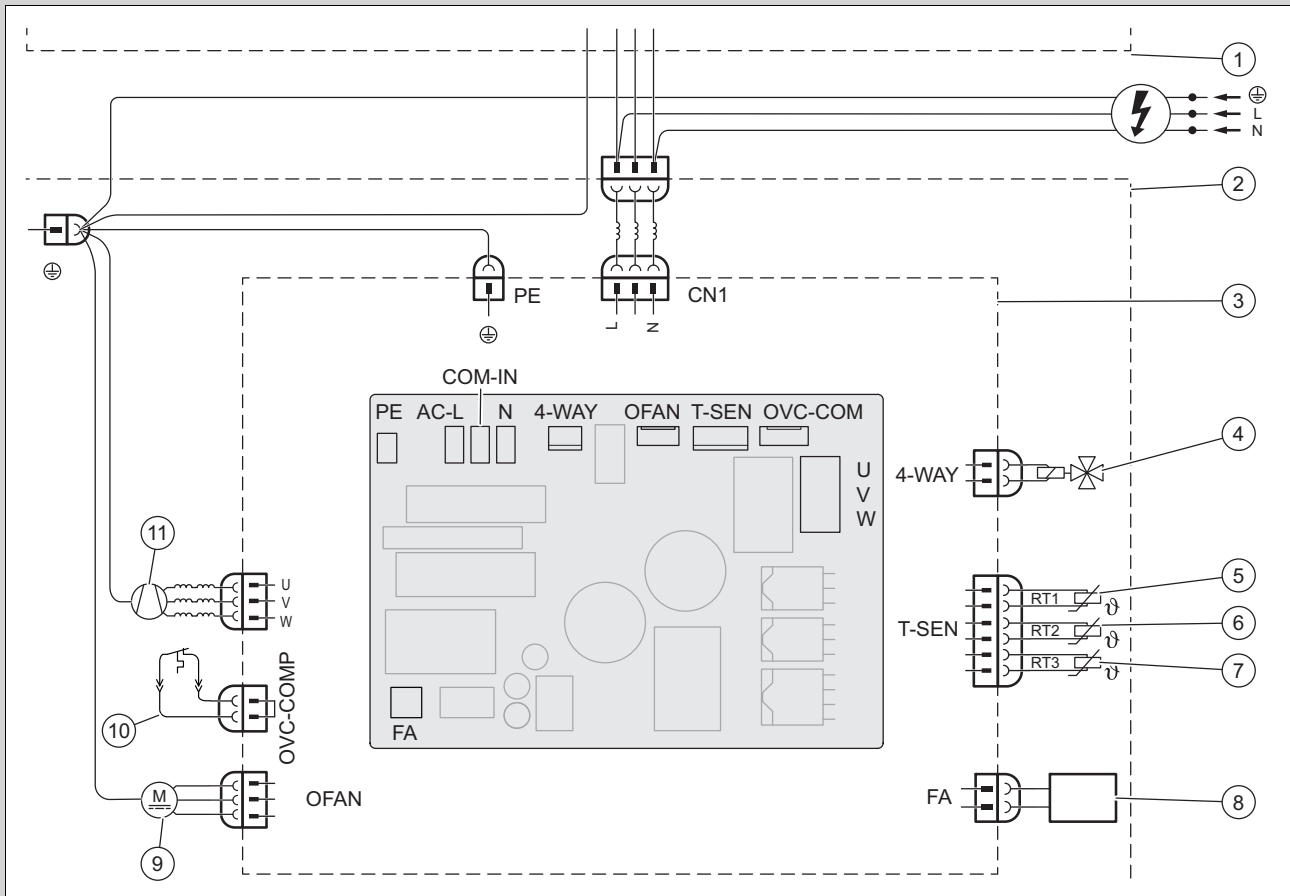 1
L
N
2
PE
CN1
L
N
3
COM-IN
PE AC-L N 4-WAY OFAN T-SEN OVC-COM
U
V
W
4-WAY
4
11
U
V
W
T-SEN
RT1
ϑ
5
RT2
ϑ
6
RT3
ϑ
7
OVC-COMP
10
FA
M
OFAN
9
FA
8